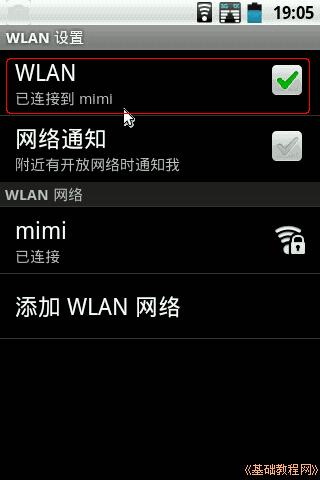 19:05
WLAN 设置
WLAN
已连接到 mimi
网络通知
附近有开放网络时通知我
WLAN 网络
mimi
已连接
添加 WLAN 网络
《基础教程网》